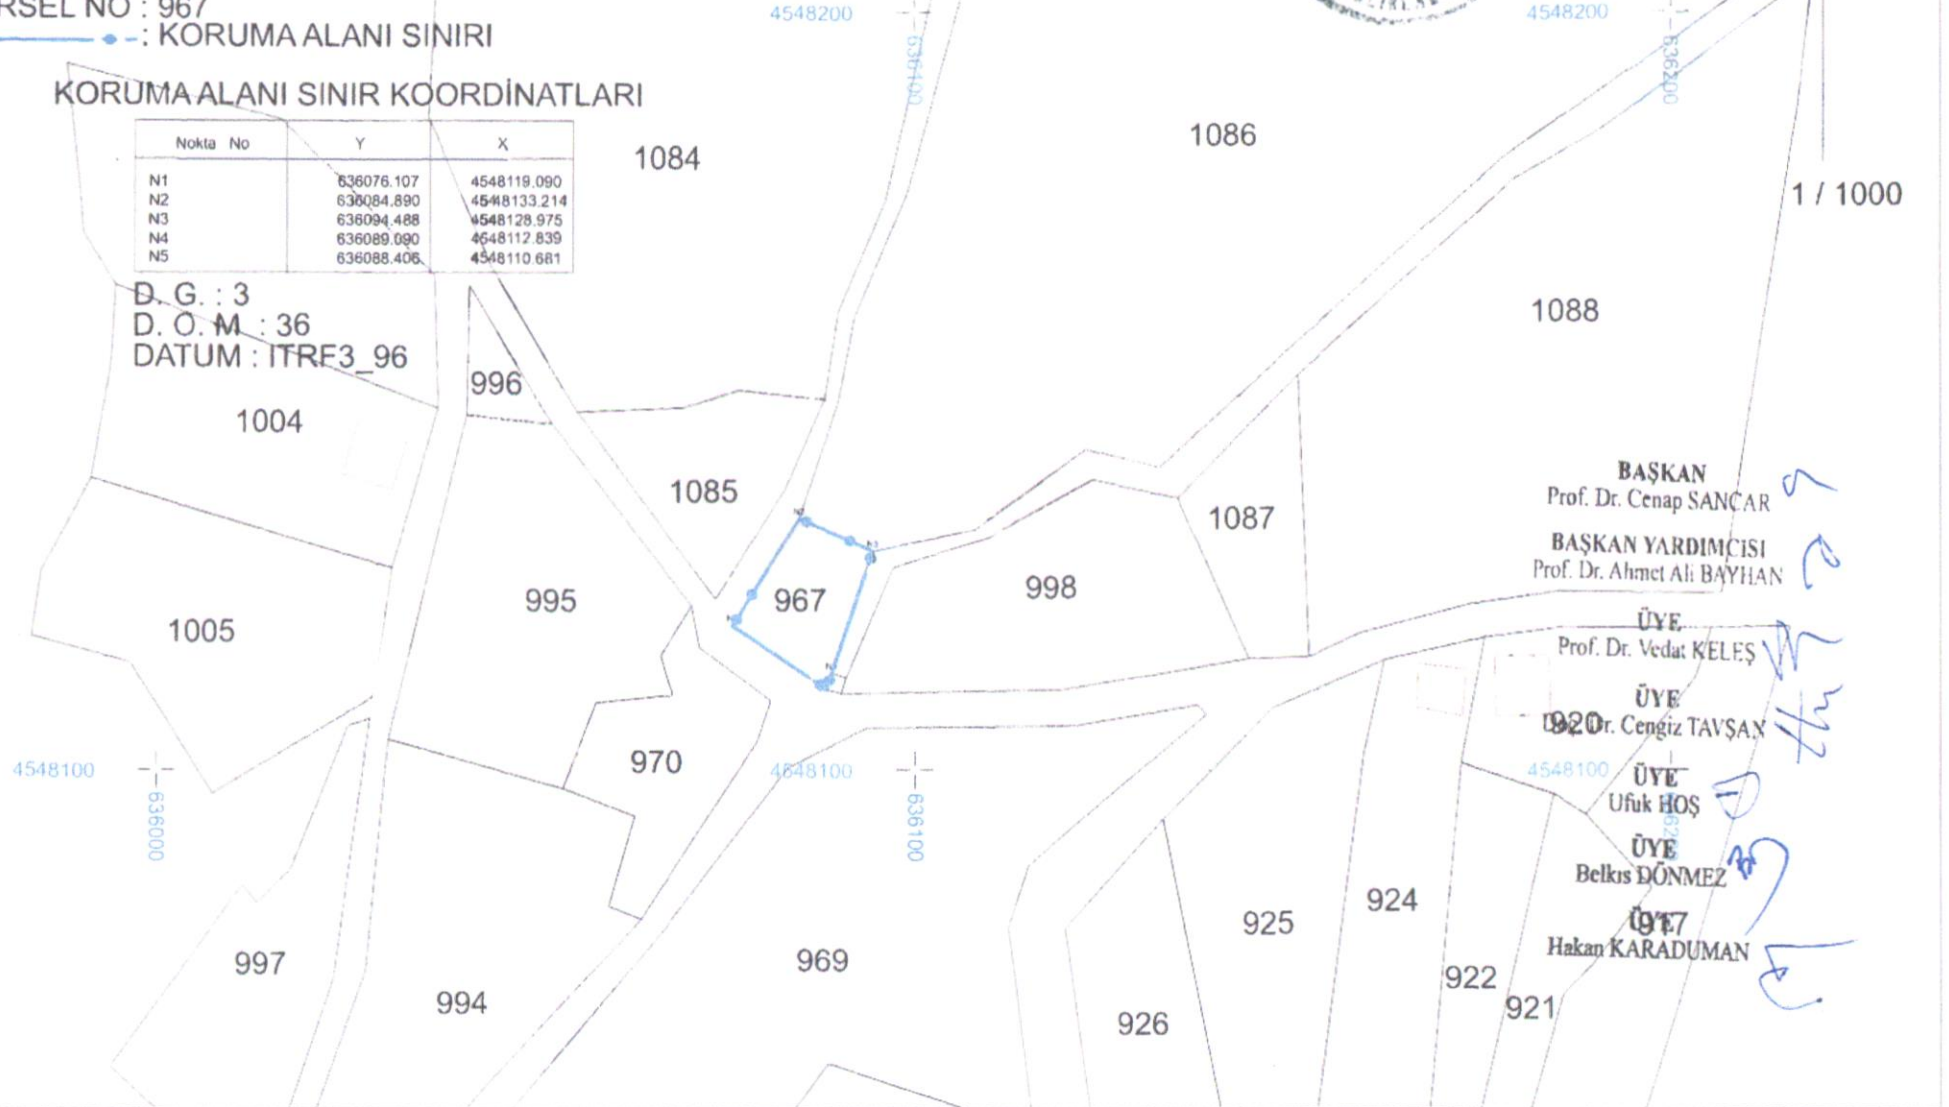 RSEL NO : 967
: KORUMA ALANI SINIRI
KORUMA ALANI SINIR KOORDİNATLARI
Nokta No Y X
N1 636076.107 4548119.090
N2 636084.890 4548133.214
N3 636094.488 4548128.975
N4 636089.090 4548112.839
N5 636088.406 4548110.681
D. G. : 3
D. O. M. : 36
DATUM : ITRF3_96
4548200
4548200
636100
636200
1084
1086
1 / 1000
1088
996
1004
1085
1087
995
967
998
1005
970
BAŞKAN
Prof. Dr. Cenap SANCAR
BAŞKAN YARDIMCISI
Prof. Dr. Ahmet Ali BAYHAN
ÜYE
Prof. Dr. Vedat KELEŞ
ÜYE
920
Dr. Cengiz TAVŞAN
4548100
4548100
4548100
636000
636100
ÜYE
Ufuk HOŞ
ÜYE
Belkıs DÖNMEZ
ÜYE
917
Hakan KARADUMAN
997
994
969
925
924
926
922
921